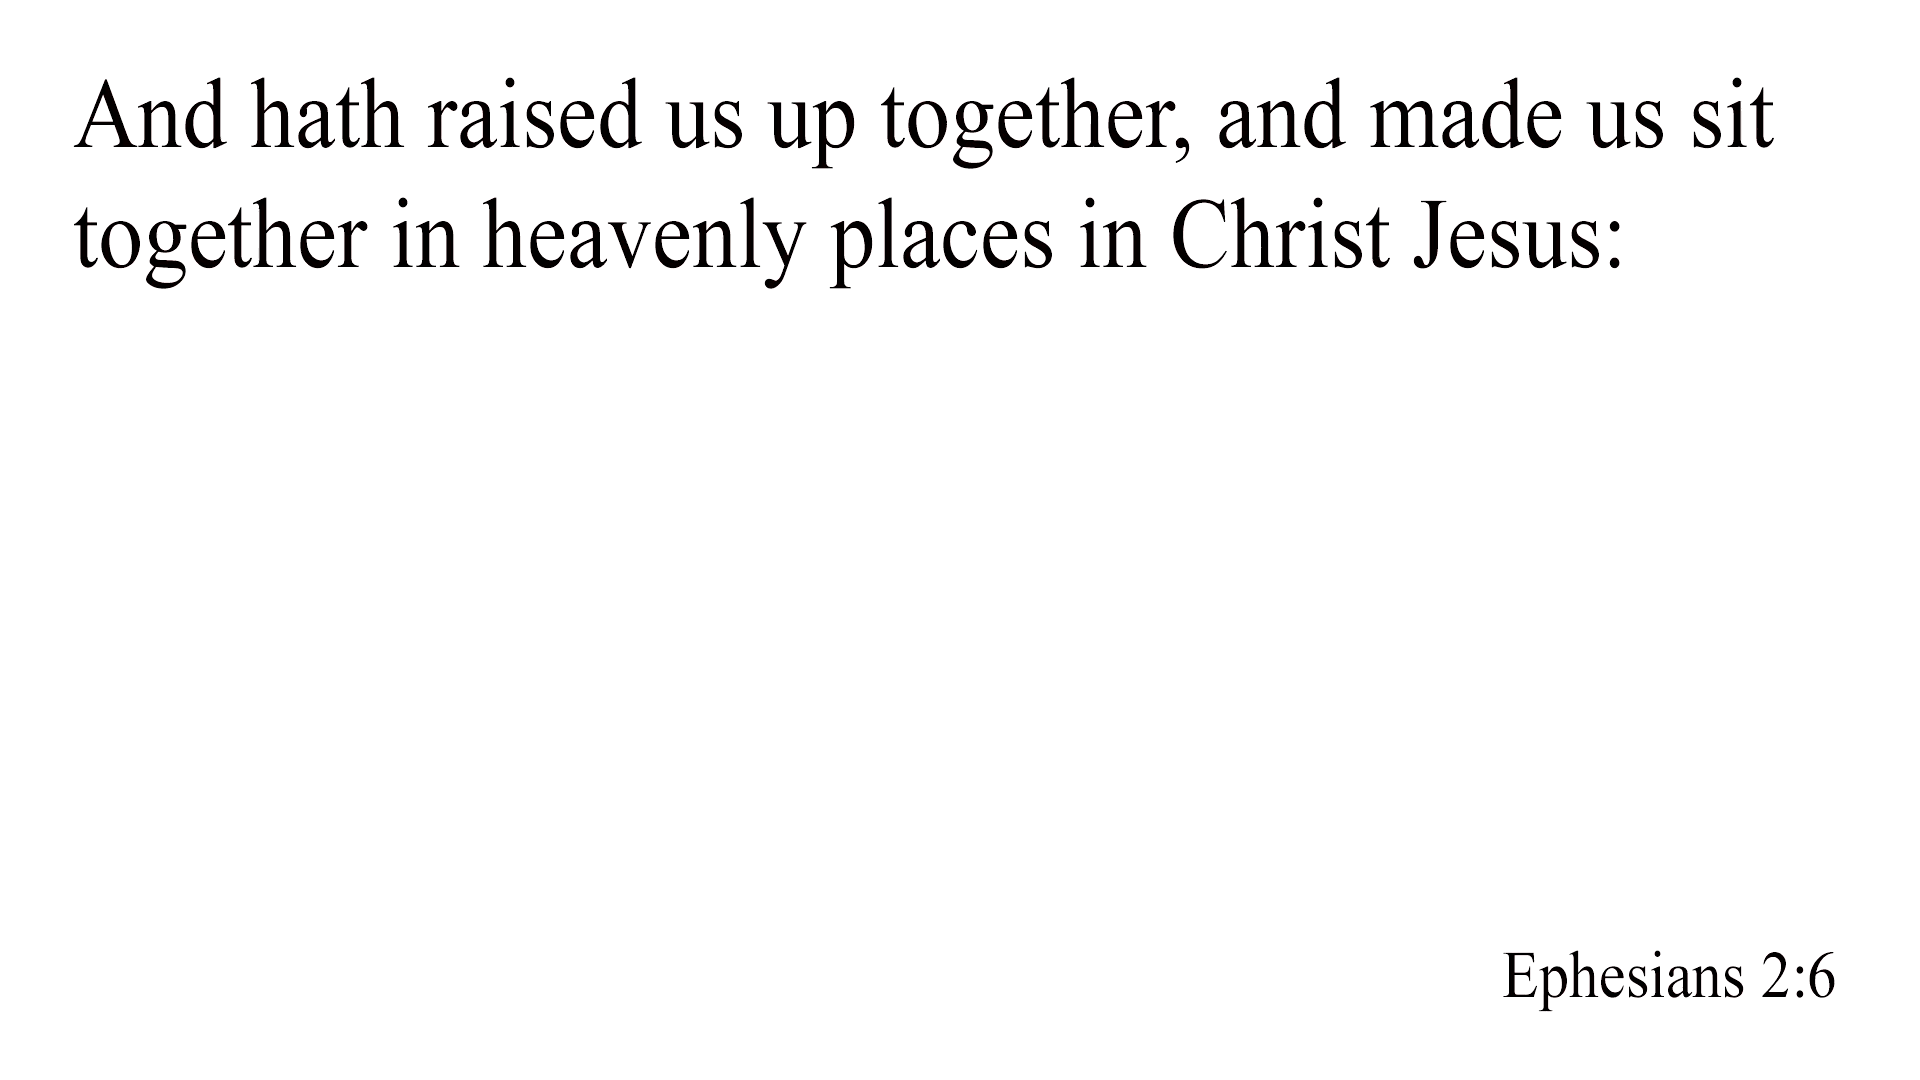 And hath raised us up together, and made us sit
together in heavenly places in Christ Jesus:
Ephesians 2:6